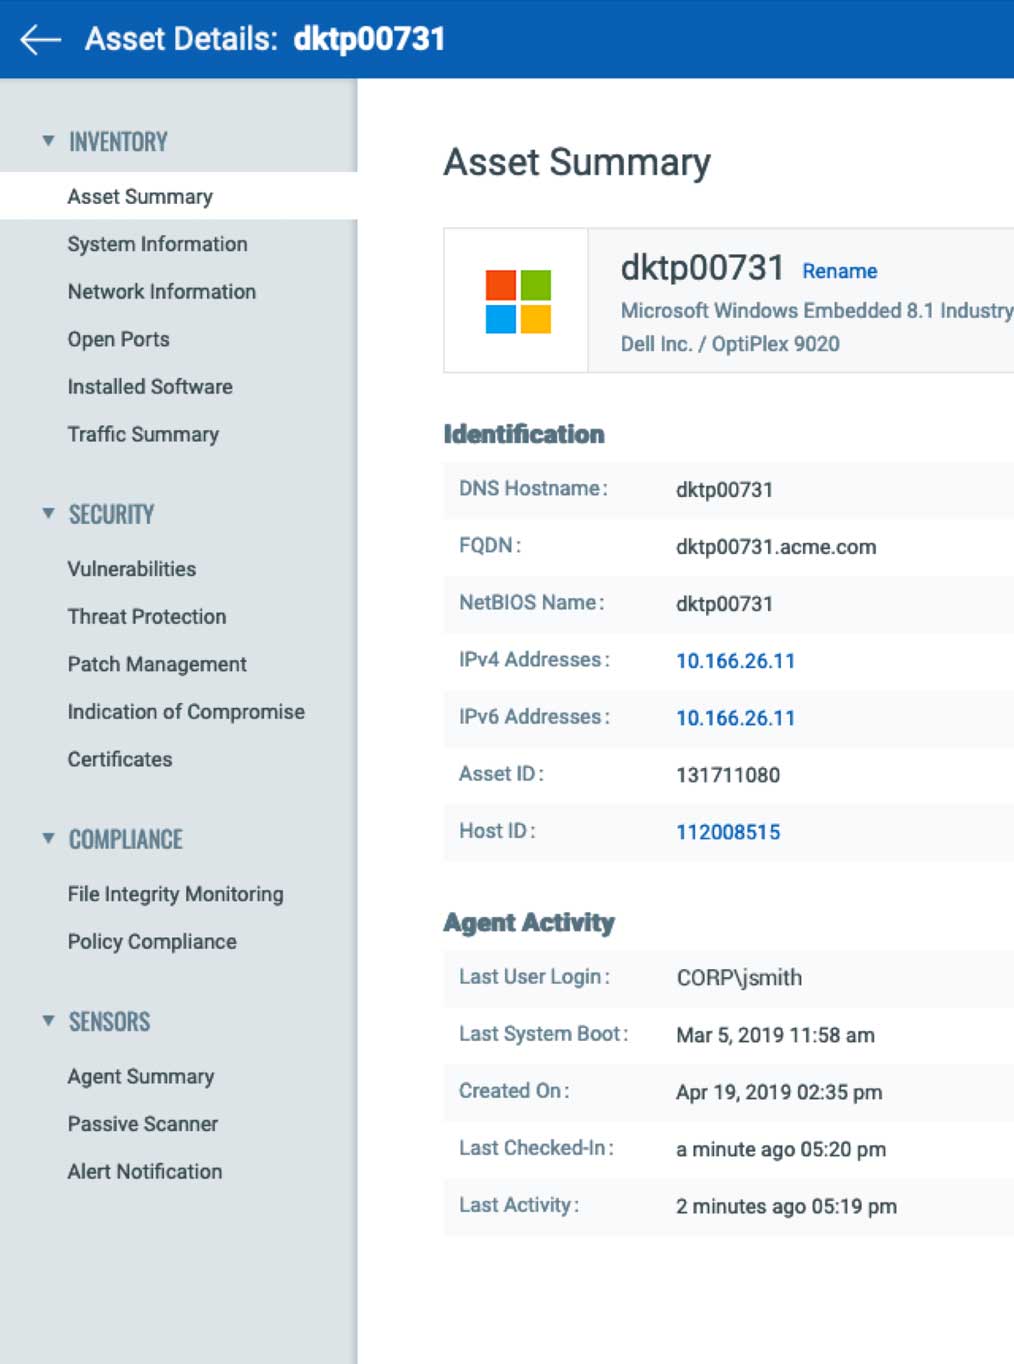 Asset Details: dktp00731
INVENTORY
Asset Summary
System Information
Network Information
Open Ports
Installed Software
Traffic Summary
SECURITY
Vulnerabilities
Threat Protection
Patch Management
Indication of Compromise
Certificates
COMPLIANCE
File Integrity Monitoring
Policy Compliance
SENSORS
Agent Summary
Passive Scanner
Alert Notification
Asset Summary
dktp00731 Rename
Microsoft Windows Embedded 8.1 Industry
Dell Inc. / OptiPlex 9020
Identification
DNS Hostname: dktp00731
FQDN: dktp00731.acme.com
NetBIOS Name: dktp00731
IPv4 Addresses: 10.166.26.11
IPv6 Addresses: 10.166.26.11
Asset ID: 131711080
Host ID: 112008515
Agent Activity
Last User Login: CORP\jsmith
Last System Boot: Mar 5, 2019 11:58 am
Created On: Apr 19, 2019 02:35 pm
Last Checked-In: a minute ago 05:20 pm
Last Activity: 2 minutes ago 05:19 pm